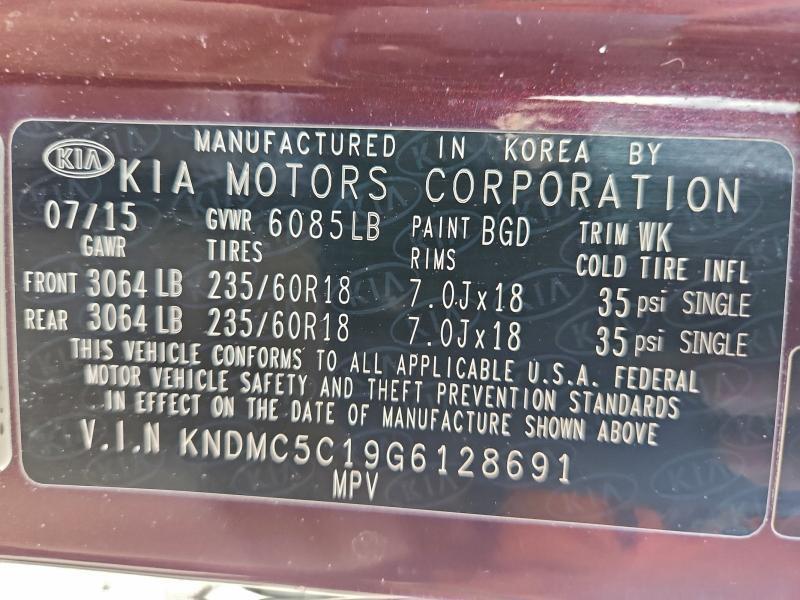 MANUFACTURED IN KOREA BY
KIA KIA MOTORS CORPORATION
07/15 GVWR 6085LB PAINT BGD TRIM WK
GAWR TIRES RIMS COLD TIRE INFL
FRONT 3064 LB 235/60R18 7.0Jx18 35 psi SINGLE
REAR 3064 LB 235/60R18 7.0Jx18 35 psi SINGLE
THIS VEHICLE CONFORMS TO ALL APPLICABLE U.S.A. FEDERAL
MOTOR VEHICLE SAFETY AND THEFT PREVENTION STANDARDS
IN EFFECT ON THE DATE OF MANUFACTURE SHOWN ABOVE
V.I.N KNDMC5C19G6128691
MPV